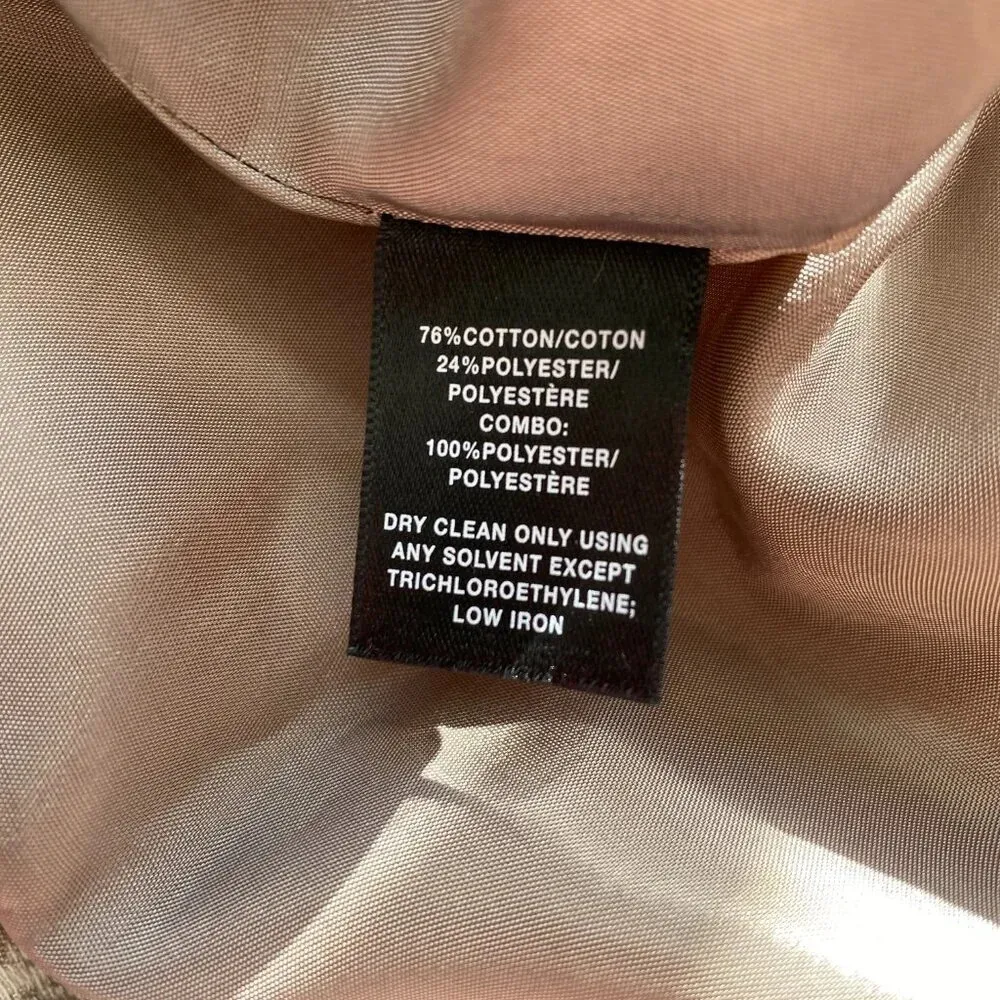 76%COTTON/COTON
24%POLYESTER/
POLYESTÈRE
COMBO:
100%POLYESTER/
POLYESTÈRE
DRY CLEAN ONLY USING
ANY SOLVENT EXCEPT
TRICHLOROETHYLENE;
LOW IRON